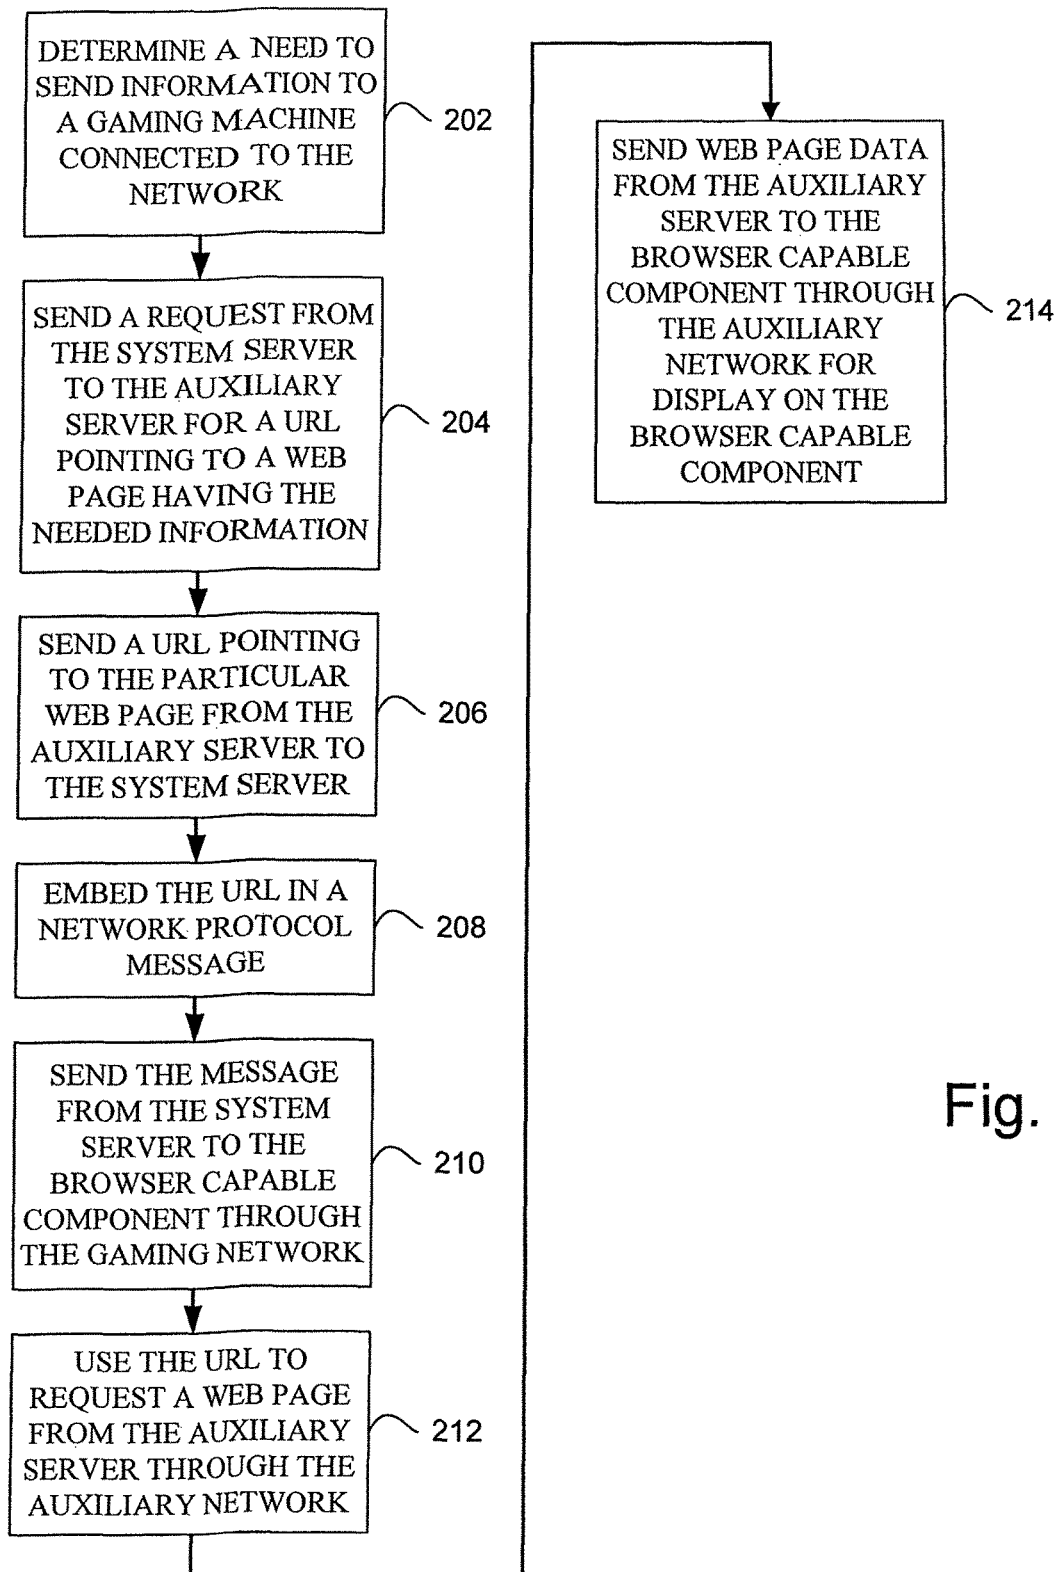 DETERMINE A NEED TO
SEND INFORMATION TO
A GAMING MACHINE
CONNECTED TO THE
NETWORK
202
SEND A REQUEST FROM
THE SYSTEM SERVER
TO THE AUXILIARY
SERVER FOR A URL
POINTING TO A WEB
PAGE HAVING THE
NEEDED INFORMATION
204
SEND A URL POINTING
TO THE PARTICULAR
WEB PAGE FROM THE
AUXILIARY SERVER TO
THE SYSTEM SERVER
206
EMBED THE URL IN A
NETWORK PROTOCOL
MESSAGE
208
SEND THE MESSAGE
FROM THE SYSTEM
SERVER TO THE
BROWSER CAPABLE
COMPONENT THROUGH
THE GAMING NETWORK
210
USE THE URL TO
REQUEST A WEB PAGE
FROM THE AUXILIARY
SERVER THROUGH THE
AUXILIARY NETWORK
212
SEND WEB PAGE DATA
FROM THE AUXILIARY
SERVER TO THE
BROWSER CAPABLE
COMPONENT THROUGH
THE AUXILIARY
NETWORK FOR
DISPLAY ON THE
BROWSER CAPABLE
COMPONENT
214
Fig.